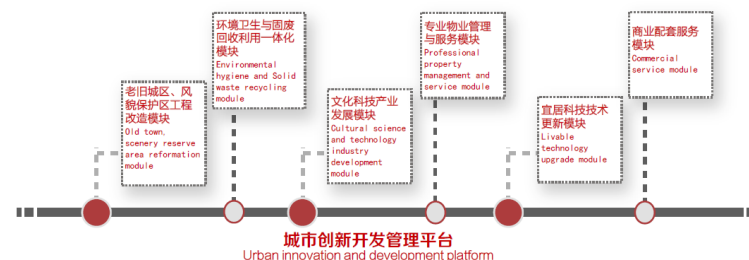 老旧城区、风
貌保护区工程
改造模块
Old town,
scenery reserve
area reformation
module
环境卫生与固废
回收利用一体化
模块
Environmental
hygiene and Solid
waste recycling
module
文化科技产业
发展模块
Cultural science
and technology
industry
development
module
专业物业管理
与服务模块
Professional
property
management and
service module
宜居科技技术
更新模块
Livable
technology
upgrade module
商业配套服务
模块
Commercial
service module
城市创新开发管理平台
Urban innovation and development platform